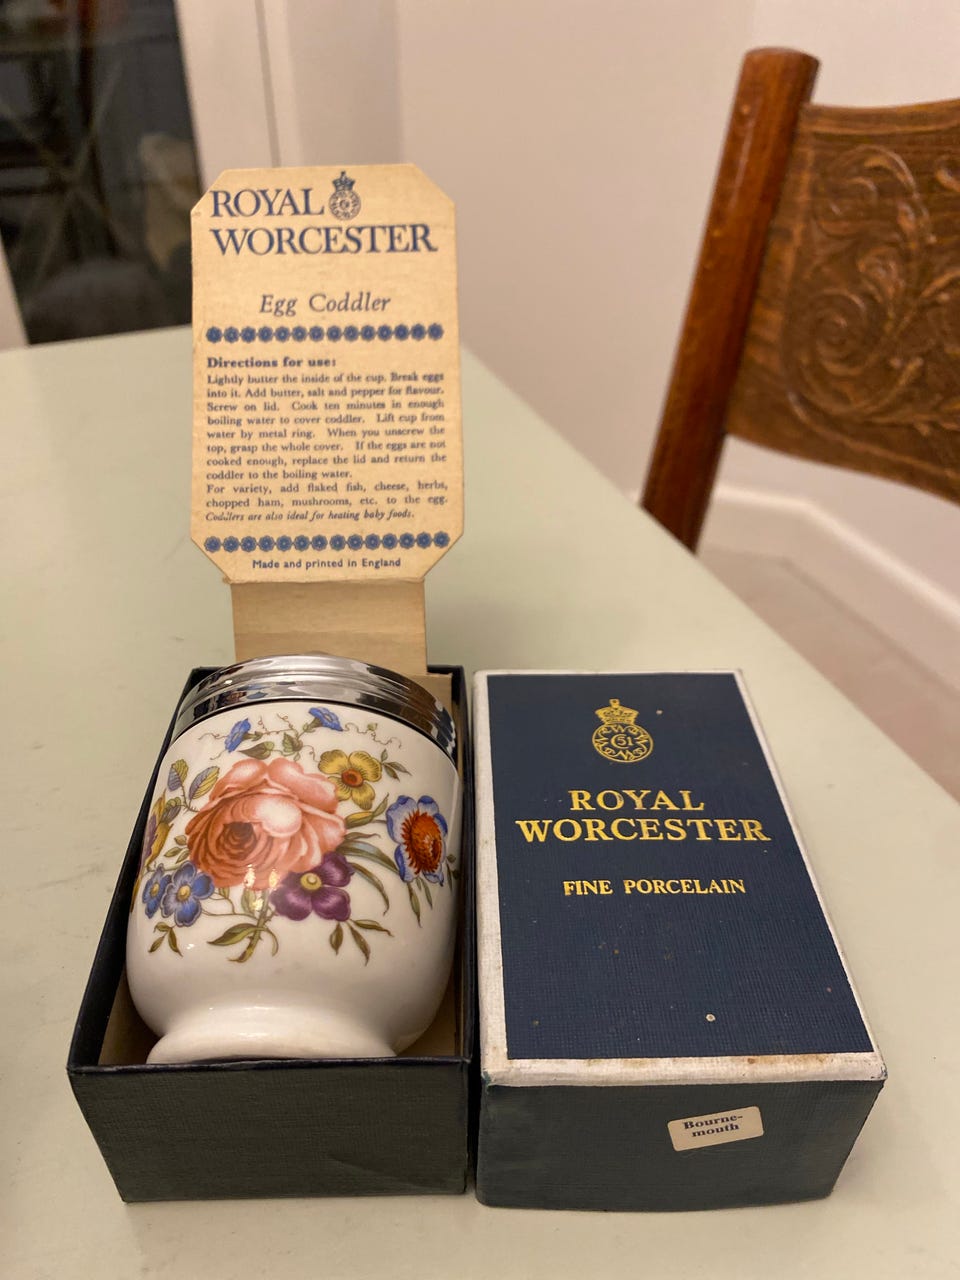 ROYAL
WORCESTER
Egg Coddler
Directions for use:
Lightly butter the inside of the cup. Break eggs
into it. Add butter, salt and pepper for flavour.
Screw on lid. Cook ten minutes in enough
boiling water to cover coddler. Lift cup from
water by metal ring. When you unscrew the
top, grasp the whole cover. If the eggs are not
cooked enough, replace the lid and return the
coddler to the boiling water.
For variety, add flaked fish, cheese, herbs,
chopped ham, mushrooms, etc. to the egg.
Coddlers are also ideal for heating baby foods.
Made and printed in England
51
ROYAL
WORCESTER
FINE PORCELAIN
Bourne-
mouth